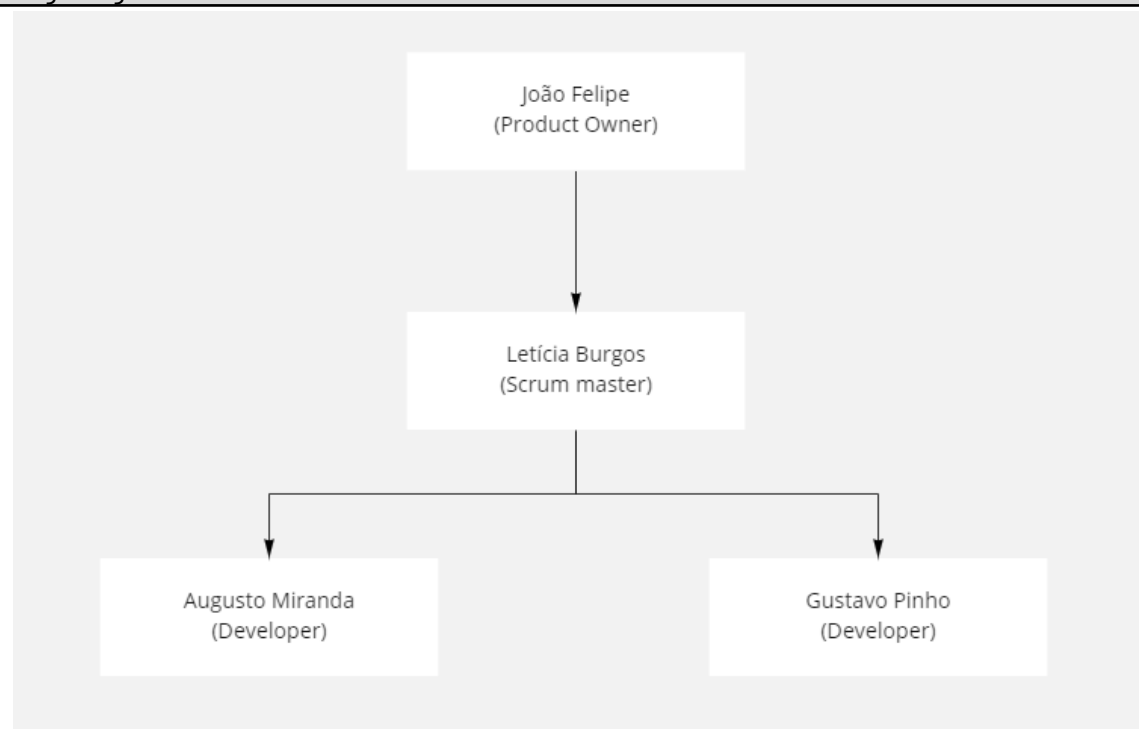 João Felipe
(Product Owner)
Letícia Burgos
(Scrum master)
Augusto Miranda
(Developer)
Gustavo Pinho
(Developer)